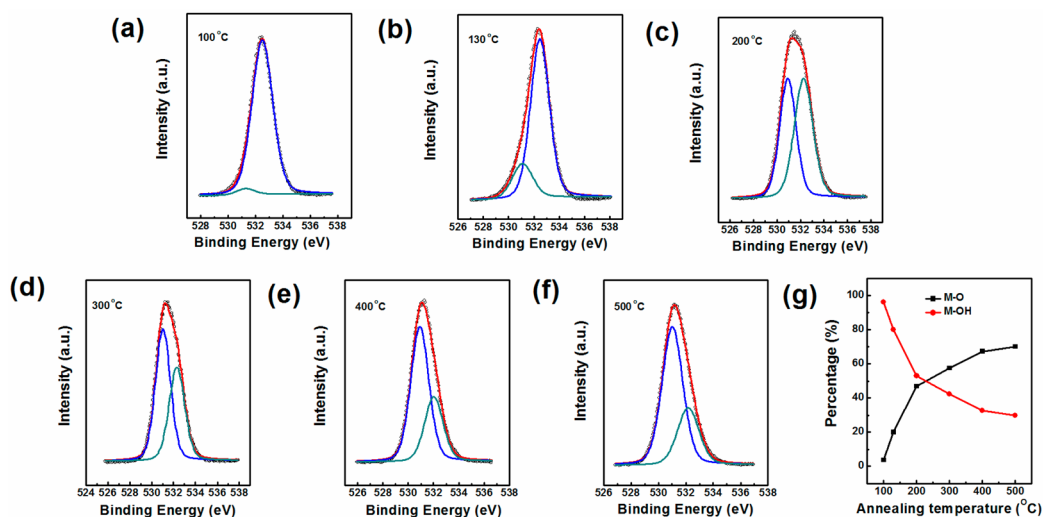 (a)
100 °C
Intensity (a.u.)
528 530 532 534 536 538
Binding Energy (eV)
(b)
130 °C
Intensity (a.u.)
526 528 530 532 534 536 538
Binding Energy (eV)
(c)
200 °C
Intensity (a.u.)
526 528 530 532 534 536 538
Binding Energy (eV)
(d)
300 °C
Intensity (a.u.)
524 526 528 530 532 534 536 538
Binding Energy (eV)
(e)
400 °C
Intensity (a.u.)
526 528 530 532 534 536 538
Binding Energy (eV)
(f)
500 °C
Intensity (a.u.)
526 528 530 532 534 536 538
Binding Energy (eV)
(g)
M-O
M-OH
Percentage (%)
100
80
60
40
20
0
100 200 300 400 500
Annealing temperature (°C)